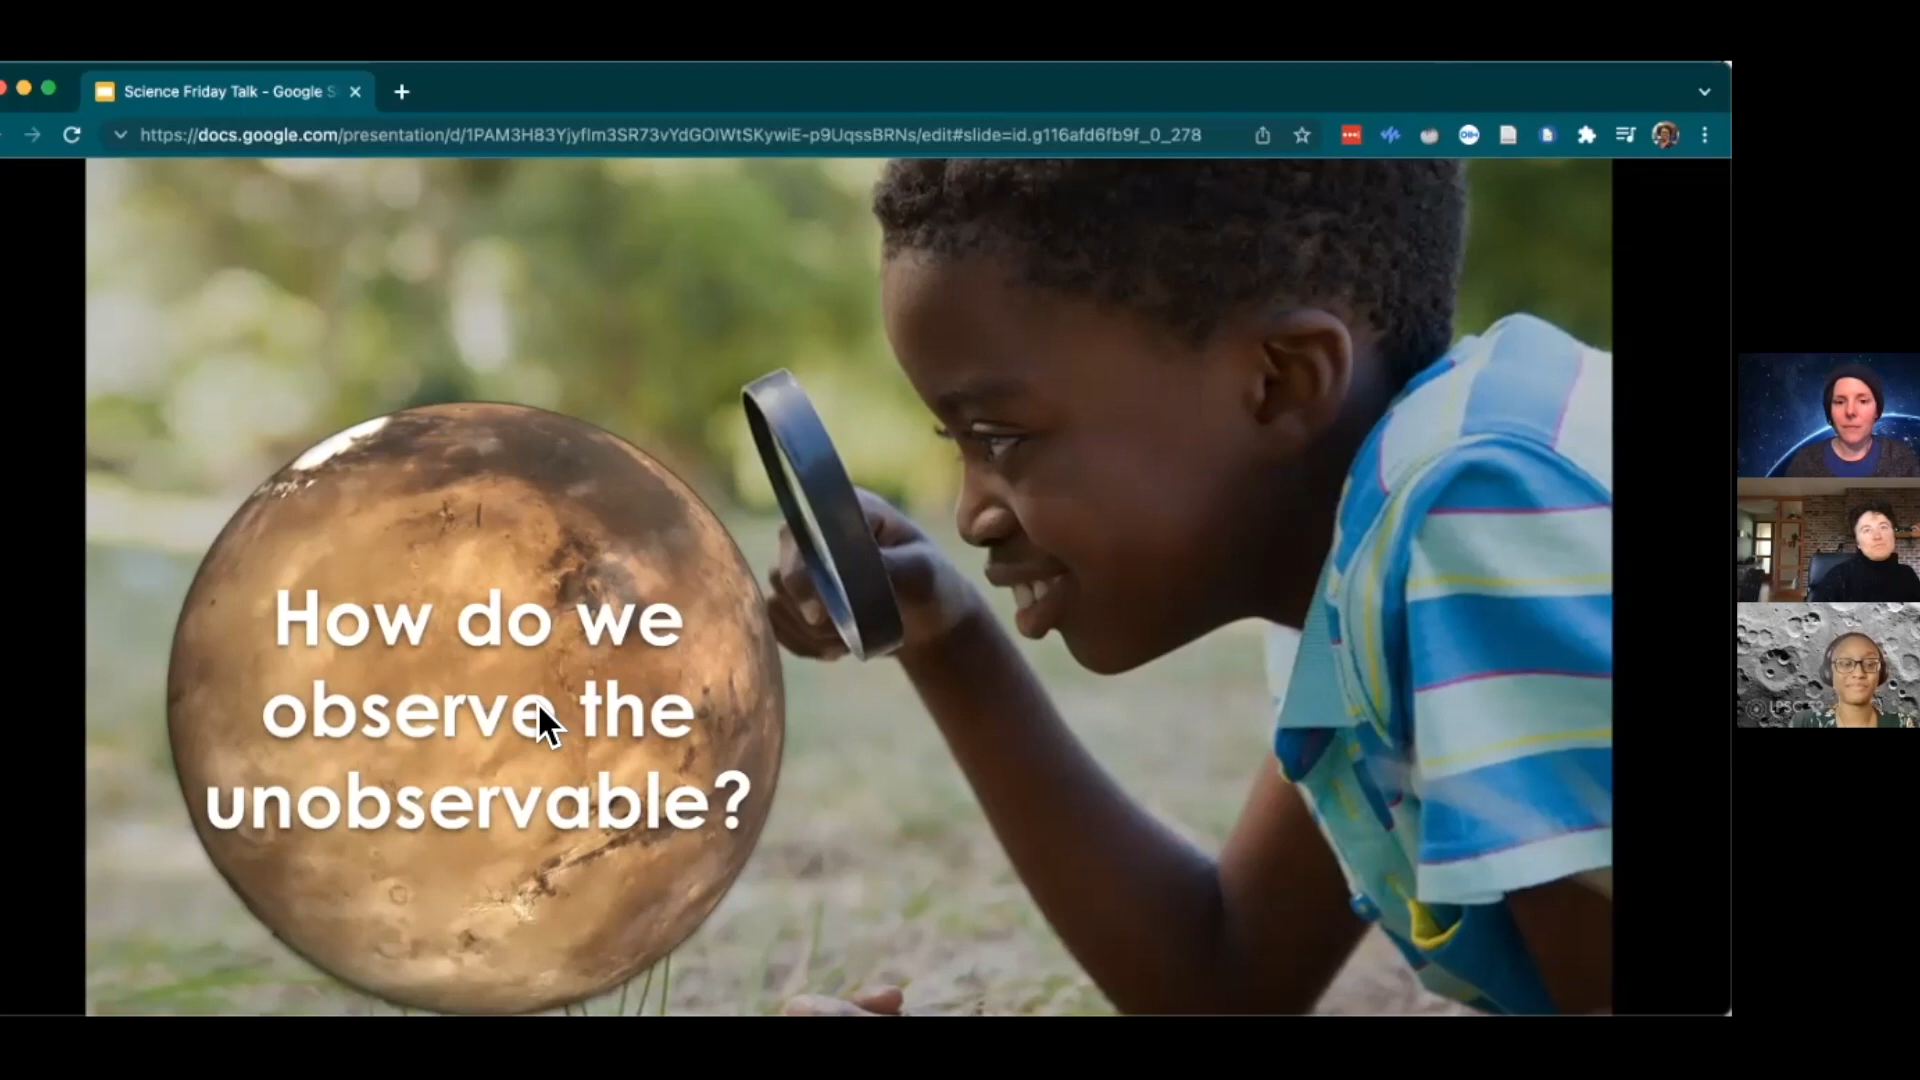 Science Friday Talk - Google S
https://docs.google.com/presentation/d/1PAM3H83YjyfIm3SR73vYdGOIWtSKywiE-p9UqssBRNs/edit#slide=id.g116afd6fb9f_0_278
How do we
observe the
unobservable?